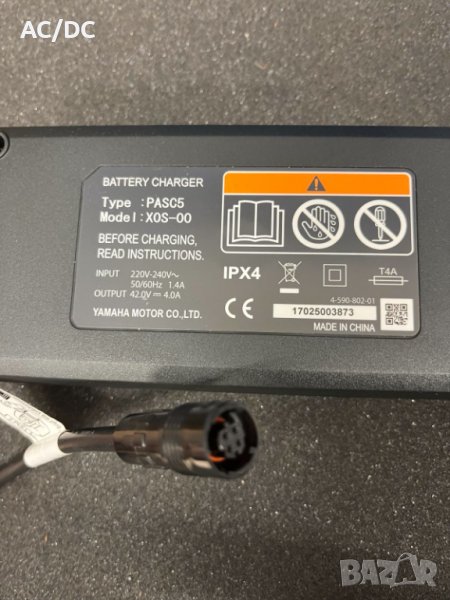 AC/DC
BATTERY CHARGER
Type :PASC5
Model:X0S-00
BEFORE CHARGING,
READ INSTRUCTIONS.
INPUT 220V-240V~
50/60Hz 1.4A
OUTPUT 42.0V⎓4.0A
YAMAHA MOTOR CO.,LTD.
IPX4
T4A
4-590-802-01
CE
17025003873
MADE IN CHINA
BAZAR